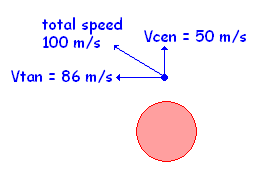 total speed
100 m/s
Vcen = 50 m/s
Vtan = 86 m/s